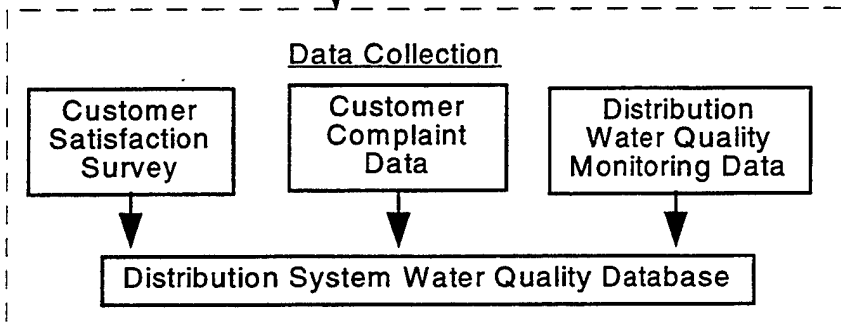 Data Collection
Customer
Satisfaction
Survey
Customer
Complaint
Data
Distribution
Water Quality
Monitoring Data
Distribution System Water Quality Database